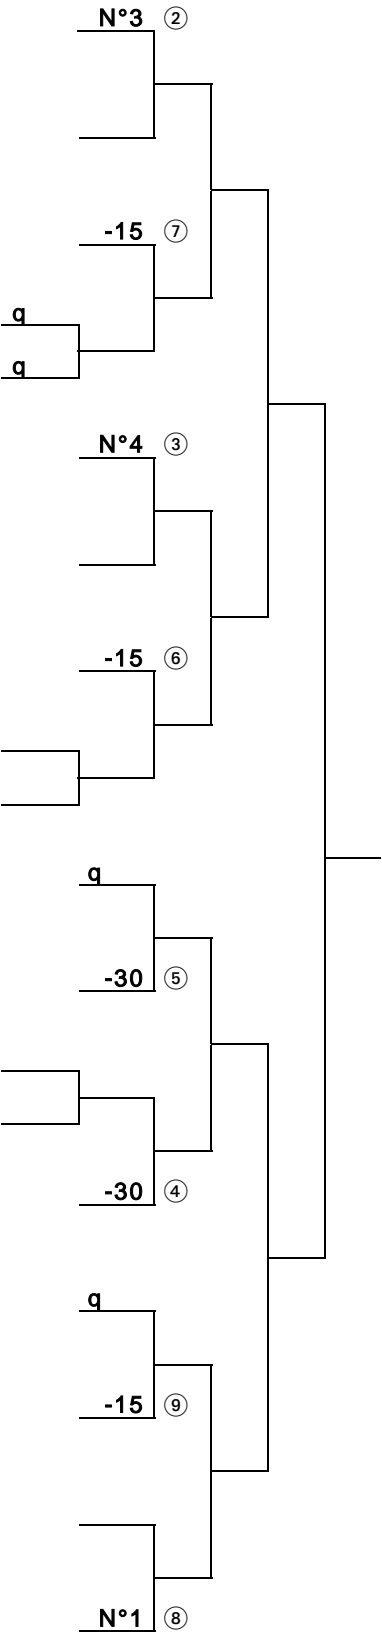 N°3 ②
-15 ⑦
q
q
N°4 ③
-15 ⑥
q
-30 ⑤
-30 ④
q
-15 ⑨
N°1 ⑧